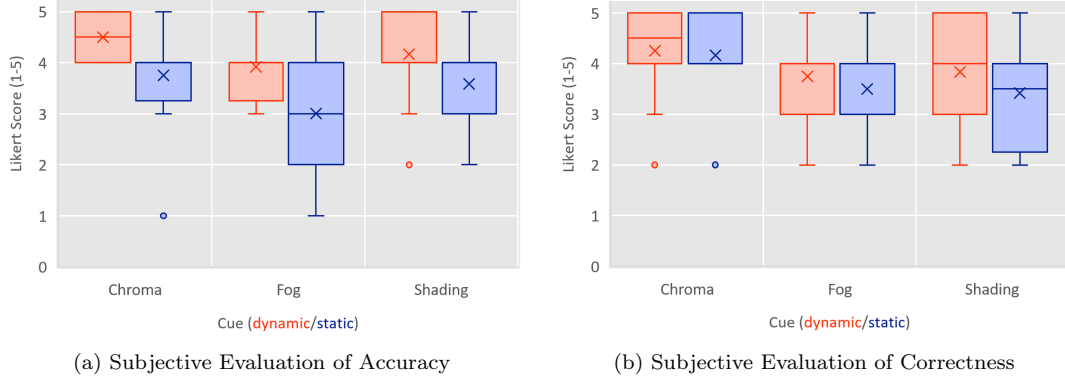 Likert Score (1-5)
5
4
3
2
1
0
Chroma
Fog
Shading
Cue (dynamic/static)
(a) Subjective Evaluation of Accuracy
Likert Score (1-5)
5
4
3
2
1
0
Chroma
Fog
Shading
Cue (dynamic/static)
(b) Subjective Evaluation of Correctness